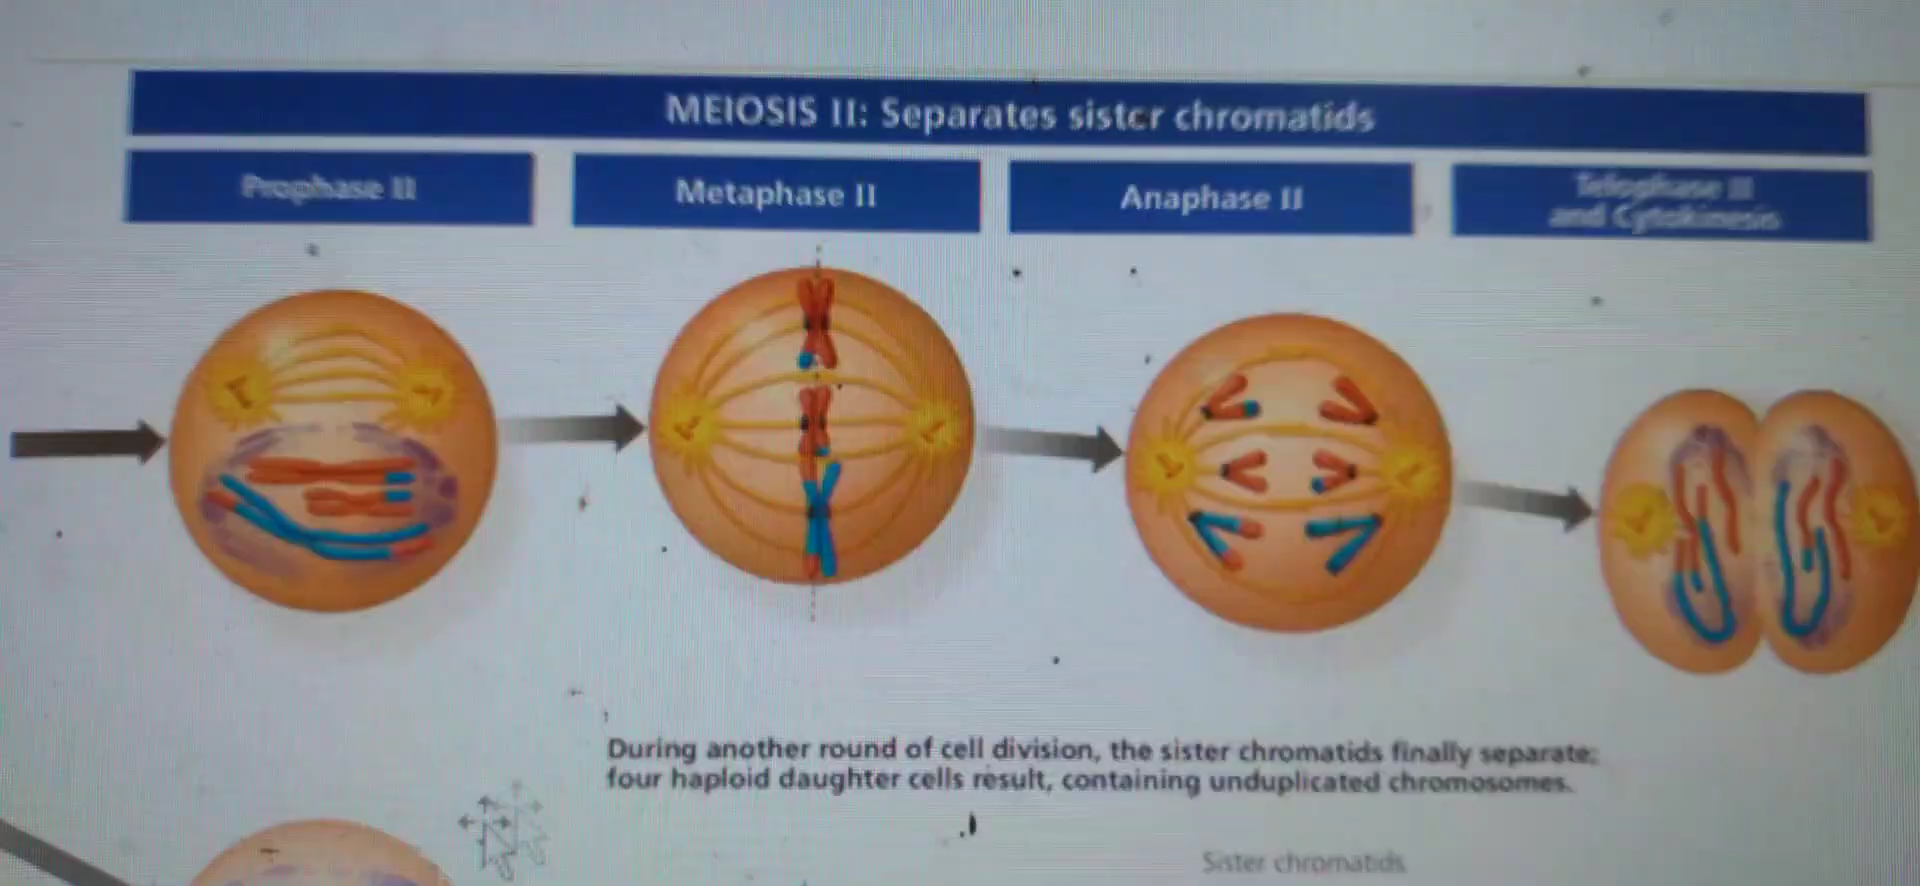 MEIOSIS II: Separates sister chromatids
Prophase II
Metaphase II
Anaphase II
Telophase II
and Cytokinesis
During another round of cell division, the sister chromatids finally separate;
four haploid daughter cells result, containing unduplicated chromosomes.
Sister chromatids